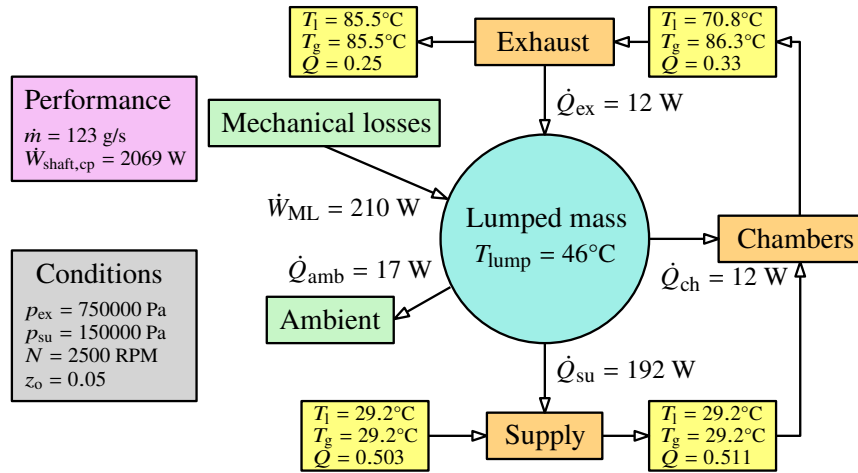 T_l = 85.5°C
T_g = 85.5°C
Q = 0.25
Exhaust
T_l = 70.8°C
T_g = 86.3°C
Q = 0.33
Performance
ṁ = 123 g/s
Ẇ_shaft,cp = 2069 W
Mechanical losses
Q̇_ex = 12 W
Ẇ_ML = 210 W
Lumped mass
T_lump = 46°C
Chambers
Q̇_ch = 12 W
Conditions
p_ex = 750000 Pa
p_su = 150000 Pa
N = 2500 RPM
z_o = 0.05
Q̇_amb = 17 W
Ambient
Q̇_su = 192 W
T_l = 29.2°C
T_g = 29.2°C
Q = 0.503
Supply
T_l = 29.2°C
T_g = 29.2°C
Q = 0.511